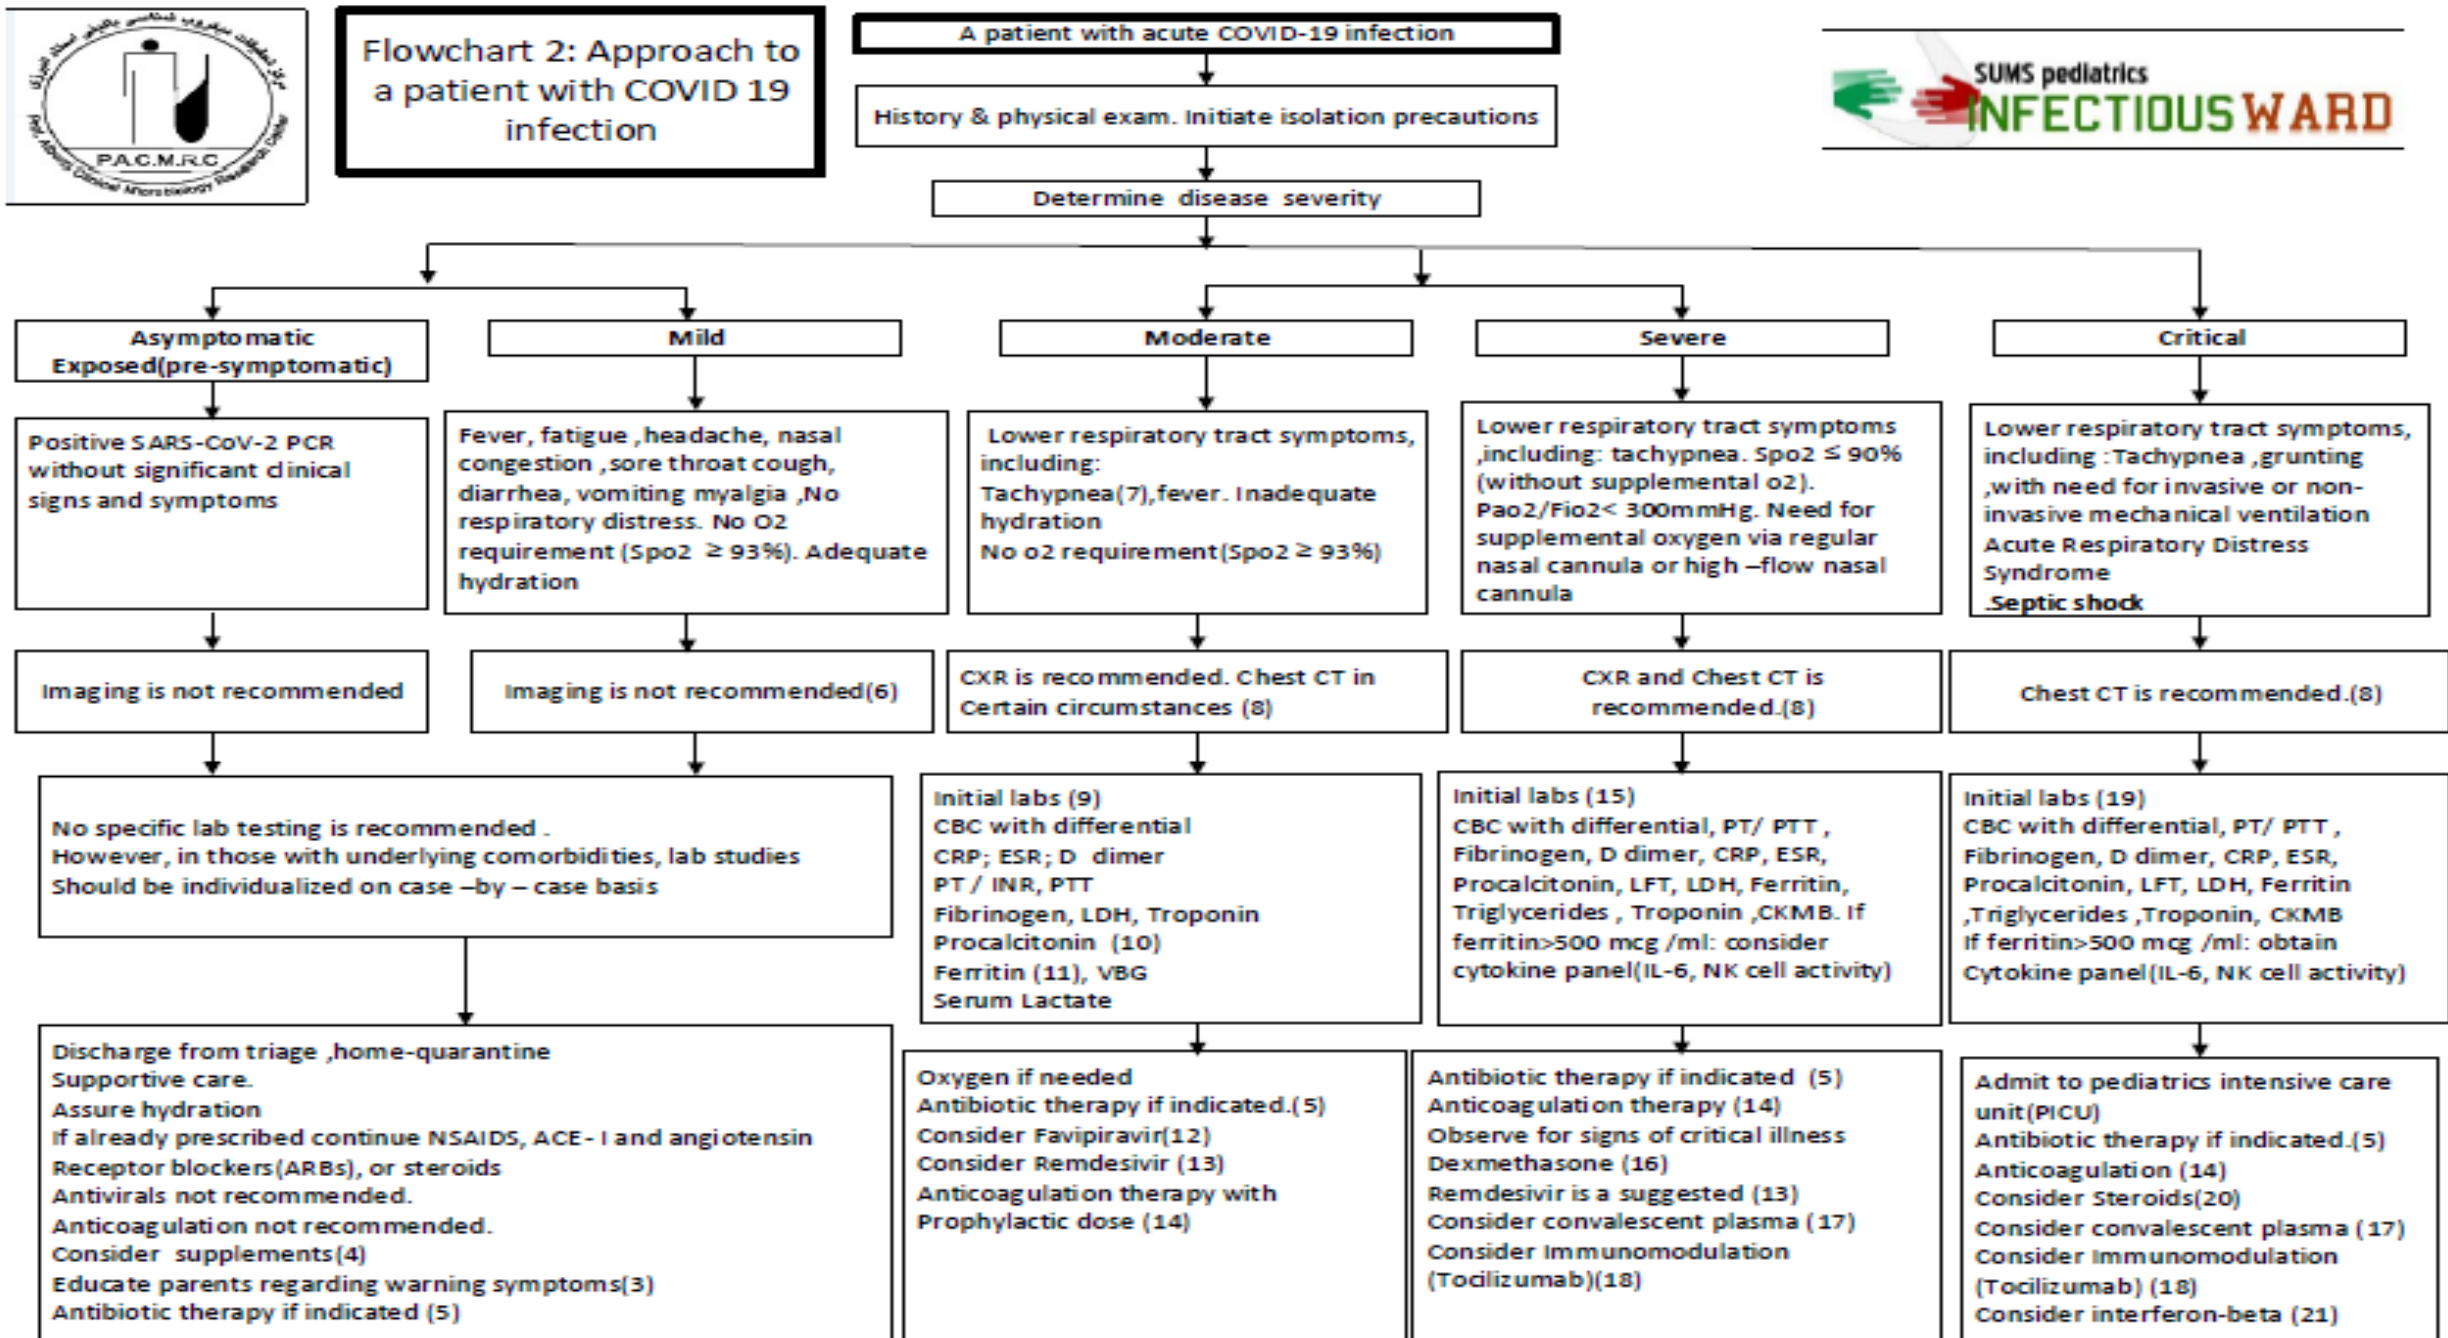 P.A.C.M.R.C
Prof. Alborzi Clinical Microbiology Research Center
Flowchart 2: Approach to
a patient with COVID 19
infection
A patient with acute COVID-19 infection
History & physical exam. Initiate isolation precautions
Determine disease severity
SUMS pediatrics
INFECTIOUS WARD
Asymptomatic
Exposed(pre-symptomatic)
Mild
Moderate
Severe
Critical
Positive SARS-CoV-2 PCR
without significant clinical
signs and symptoms
Fever, fatigue ,headache, nasal
congestion ,sore throat cough,
diarrhea, vomiting myalgia ,No
respiratory distress. No O2
requirement (Spo2 ≥ 93%). Adequate
hydration
Lower respiratory tract symptoms,
including:
Tachypnea(7),fever. Inadequate
hydration
No o2 requirement(Spo2 ≥ 93%)
Lower respiratory tract symptoms
,including: tachypnea. Spo2 ≤ 90%
(without supplemental o2).
Pao2/Fio2< 300mmHg. Need for
supplemental oxygen via regular
nasal cannula or high –flow nasal
cannula
Lower respiratory tract symptoms,
including :Tachypnea ,grunting
,with need for invasive or non-
invasive mechanical ventilation
Acute Respiratory Distress
Syndrome
.Septic shock
Imaging is not recommended
Imaging is not recommended(6)
CXR is recommended. Chest CT in
Certain circumstances (8)
CXR and Chest CT is
recommended.(8)
Chest CT is recommended.(8)
No specific lab testing is recommended .
However, in those with underlying comorbidities, lab studies
Should be individualized on case –by – case basis
Initial labs (9)
CBC with differential
CRP; ESR; D dimer
PT / INR, PTT
Fibrinogen, LDH, Troponin
Procalcitonin (10)
Ferritin (11), VBG
Serum Lactate
Initial labs (15)
CBC with differential, PT/ PTT ,
Fibrinogen, D dimer, CRP, ESR,
Procalcitonin, LFT, LDH, Ferritin,
Triglycerides , Troponin ,CKMB. If
ferritin>500 mcg /ml: consider
cytokine panel(IL-6, NK cell activity)
Initial labs (19)
CBC with differential, PT/ PTT ,
Fibrinogen, D dimer, CRP, ESR,
Procalcitonin, LFT, LDH, Ferritin
,Triglycerides ,Troponin, CKMB
If ferritin>500 mcg /ml: obtain
Cytokine panel(IL-6, NK cell activity)
Discharge from triage ,home-quarantine
Supportive care.
Assure hydration
If already prescribed continue NSAIDS, ACE- I and angiotensin
Receptor blockers(ARBs), or steroids
Antivirals not recommended.
Anticoagulation not recommended.
Consider supplements(4)
Educate parents regarding warning symptoms(3)
Antibiotic therapy if indicated (5)
Oxygen if needed
Antibiotic therapy if indicated.(5)
Consider Favipiravir(12)
Consider Remdesivir (13)
Anticoagulation therapy with
Prophylactic dose (14)
Antibiotic therapy if indicated (5)
Anticoagulation therapy (14)
Observe for signs of critical illness
Dexmethasone (16)
Remdesivir is a suggested (13)
Consider convalescent plasma (17)
Consider Immunomodulation
(Tocilizumab)(18)
Admit to pediatrics intensive care
unit(PICU)
Antibiotic therapy if indicated.(5)
Anticoagulation (14)
Consider Steroids(20)
Consider convalescent plasma (17)
Consider Immunomodulation
(Tocilizumab) (18)
Consider interferon-beta (21)